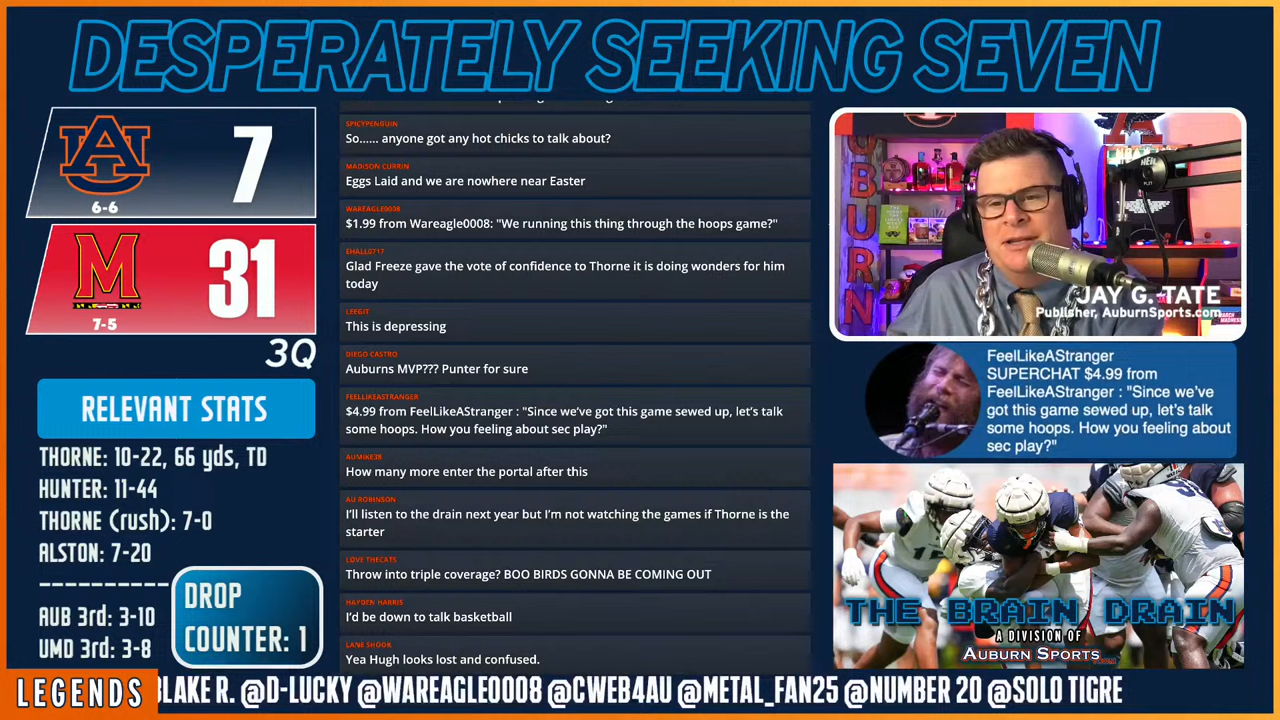 DESPERATELY SEEKING SEVEN
7
6-6
31
7-5
3Q
RELEVANT STATS
THORNE: 10-22, 66 yds, TD
HUNTER: 11-44
THORNE (rush): 7-0
ALSTON: 7-20
AUB 3rd: 3-10
UMD 3rd: 3-8
DROP
COUNTER: 1
SPICYPENGUIN
So...... anyone got any hot chicks to talk about?
MADISON CURRIN
Eggs Laid and we are nowhere near Easter
WAREAGLE0008
$1.99 from Wareagle0008: "We running this thing through the hoops game?"
EHALL0717
Glad Freeze gave the vote of confidence to Thorne it is doing wonders for him
today
LEEGIT
This is depressing
DIEGO CASTRO
Auburns MVP??? Punter for sure
FEELLIKEASTRANGER
$4.99 from FeelLikeAStranger : "Since we've got this game sewed up, let's talk
some hoops. How you feeling about sec play?"
AUMIKE3R
How many more enter the portal after this
AU ROBINSON
I'll listen to the drain next year but I'm not watching the games if Thorne is the
starter
LOVE THECATS
Throw into triple coverage? BOO BIRDS GONNA BE COMING OUT
HAYDEN HARRIS
I'd be down to talk basketball
LANE SHOOK
Yea Hugh looks lost and confused.
JAY G. TATE
Publisher, AuburnSports.com
FeelLikeAStranger
SUPERCHAT $4.99 from
FeelLikeAStranger : "Since we've
got this game sewed up, let's talk
some hoops. How you feeling about
sec play?"
THE BRAIN DRAIN
A DIVISION OF
AUBURN SPORTS
LEGENDS
BLAKE R. @D-LUCKY @WAREAGLE0008 @CWEB4AU @METAL_FAN25 @NUMBER 20 @SOLO TIGRE